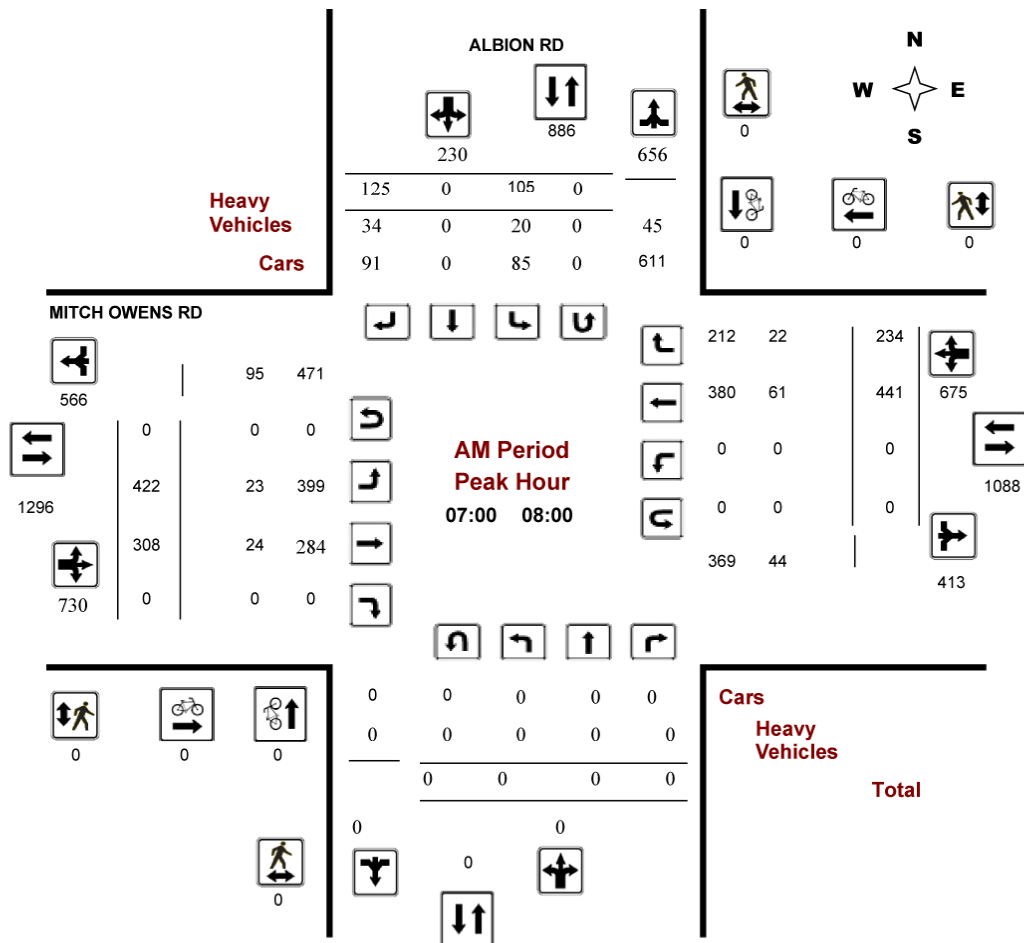 ALBION RD
N
W E
S
886
0
230
656
125 0 105 0
Heavy
Vehicles
34 0 20 0 45
Cars
91 0 85 0 611
0 0 0
MITCH OWENS RD
566
95 471
0 0 0
1296
422 23 399
308 24 284
730
0 0 0
AM Period
Peak Hour
07:00 08:00
212 22 234
380 61 441 675
0 0 0
1088
0 0 0
369 44
413
0 0 0 0 0
0 0 0 0 0
0 0 0 0
0 0
0
0 0 0
0
Cars
Heavy
Vehicles
Total